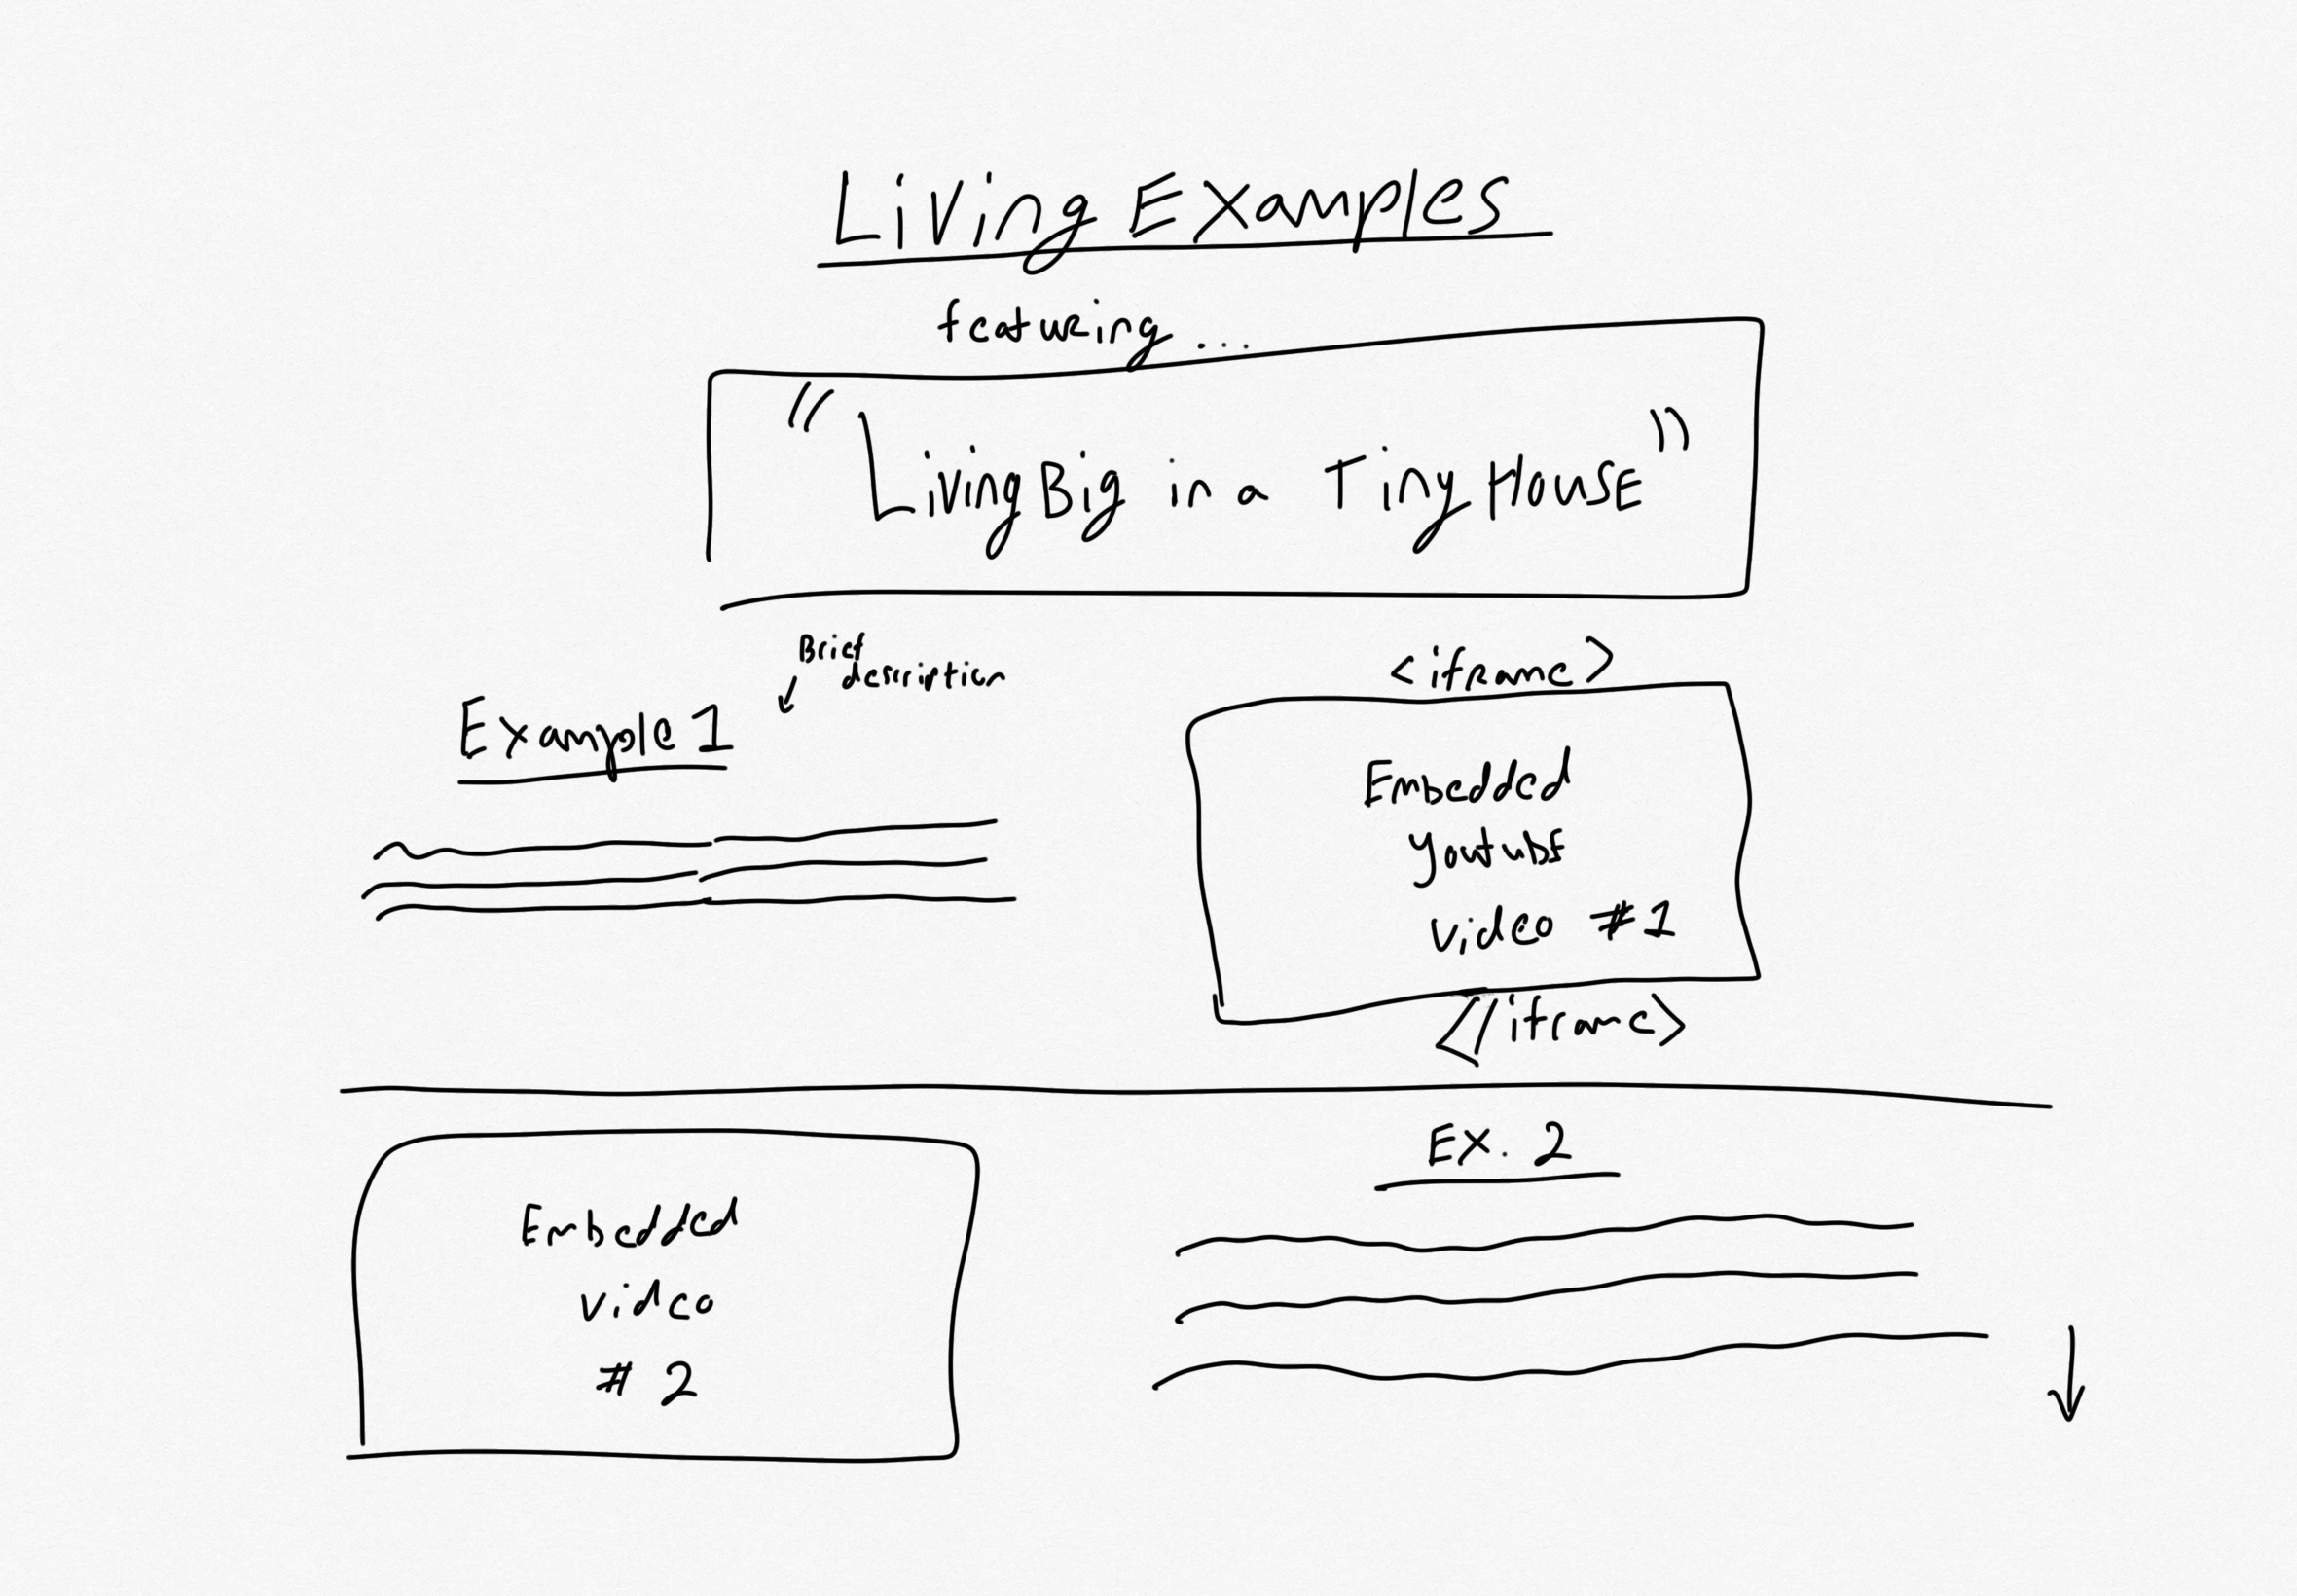 Living Examples
featuring...
"Living Big in a Tiny House"
Brief
description
<iframe>
Example 1
Embedded
youtube
video #1
</iframe>
EX. 2
Embedded
video
# 2